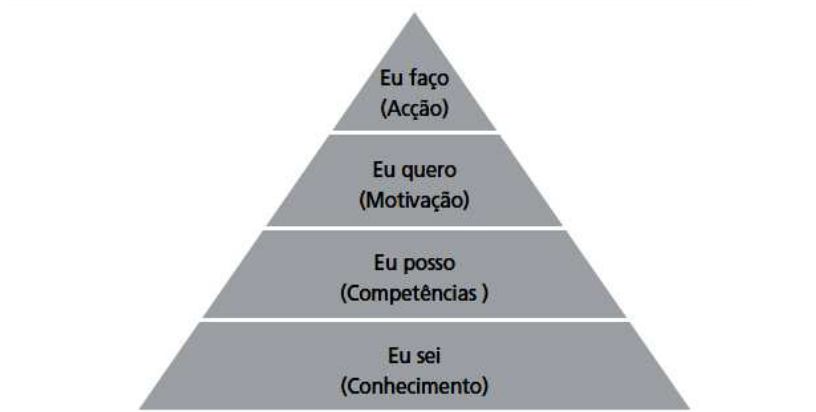 Eu faço
(Acção)
Eu quero
(Motivação)
Eu posso
(Competências )
Eu sei
(Conhecimento)